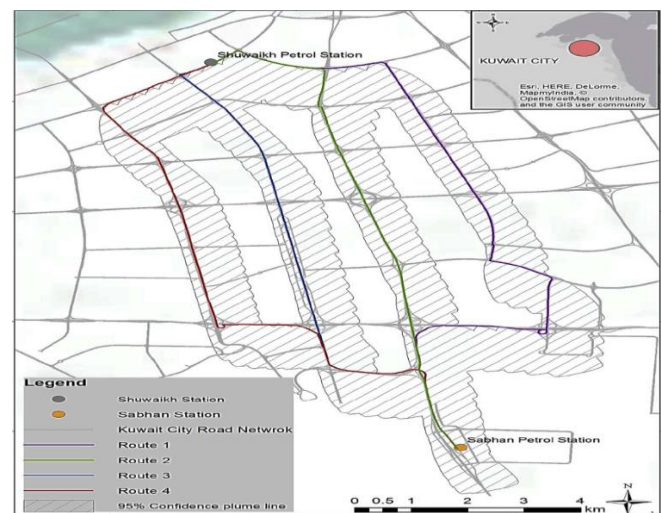 Shuwaikh Petrol Station
KUWAIT CITY
Esri, HERE, DeLorme,
MapmyIndia, ©
OpenStreetMap contributors,
and the GIS user community
Legend
Shuwaikh Station
Sabhan Station
Kuwait City Road Netwrok
Route 1
Route 2
Route 3
Route 4
95% Confidence plume line
Sabhan Petrol Station
N
0 0.5 1 2 3 4
km